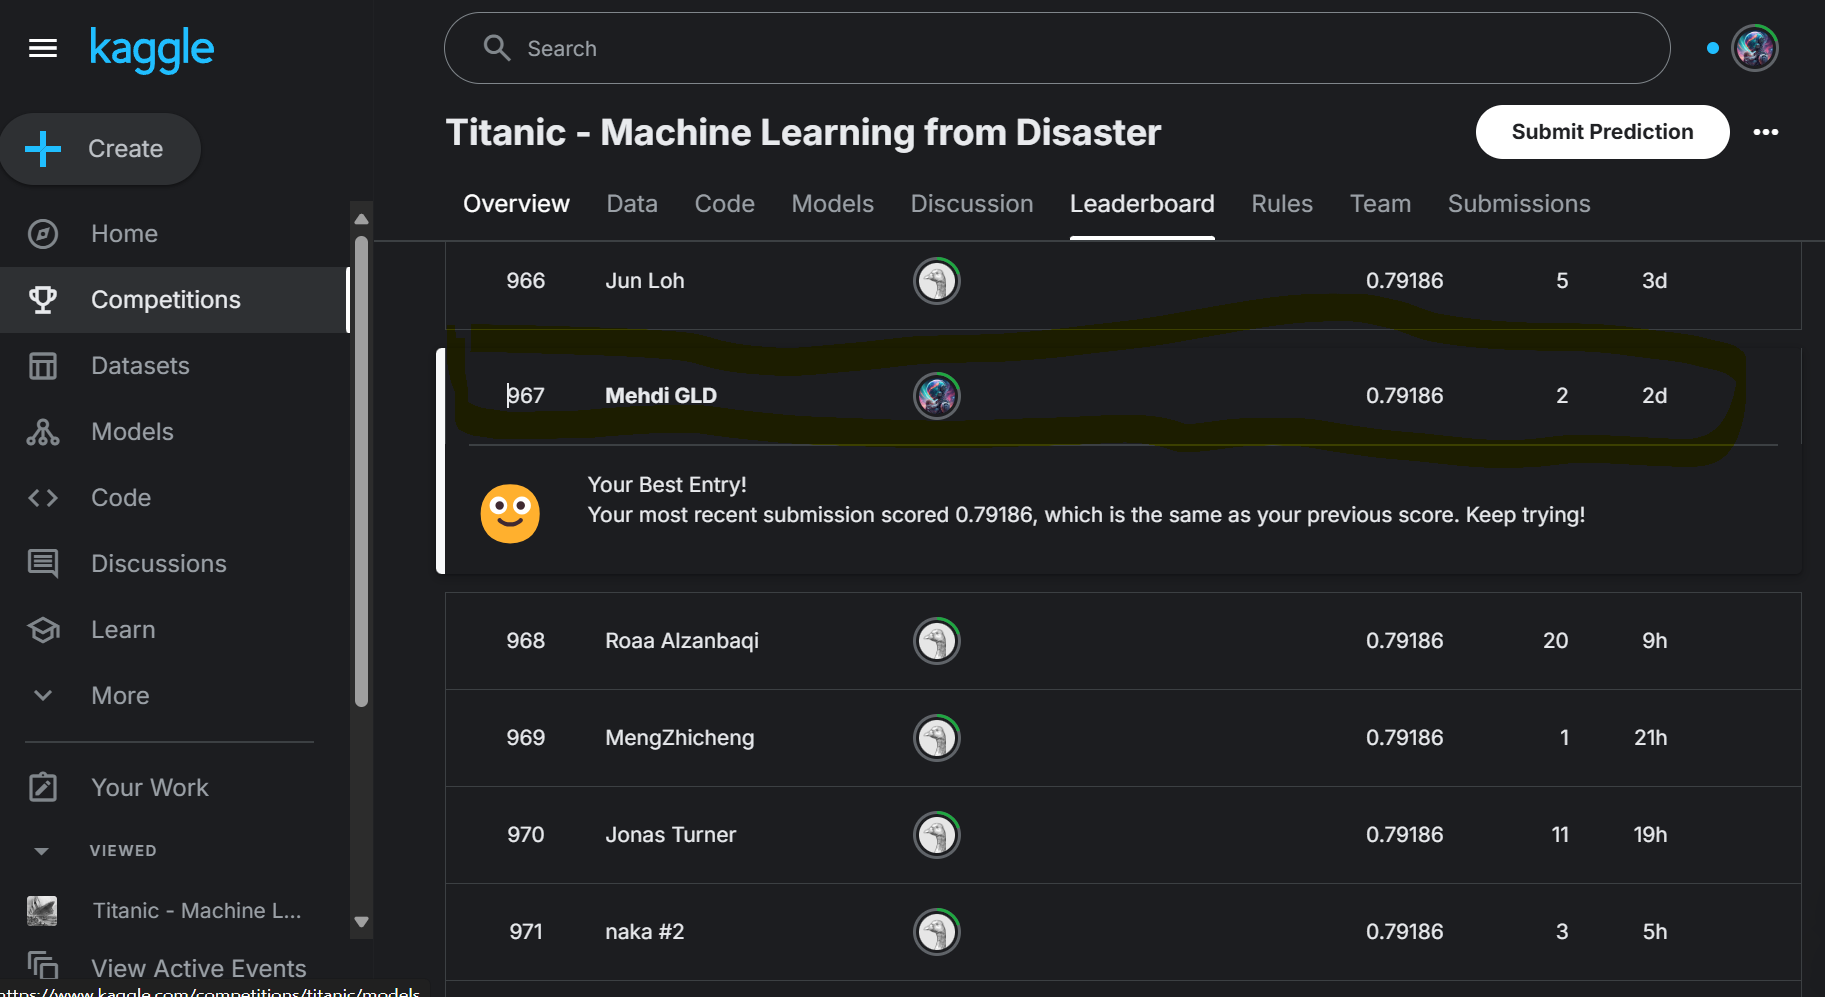 kaggle
Search
Create
Titanic - Machine Learning from Disaster
Submit Prediction
Overview Data Code Models Discussion Leaderboard Rules Team Submissions
Home
Competitions
Datasets
Models
Code
Discussions
Learn
More
Your Work
VIEWED
Titanic - Machine L...
View Active Events
https://www.kaggle.com/competitions/titanic/models
966 Jun Loh 0.79186 5 3d
967 Mehdi GLD 0.79186 2 2d
Your Best Entry!
Your most recent submission scored 0.79186, which is the same as your previous score. Keep trying!
968 Roaa Alzanbaqi 0.79186 20 9h
969 MengZhicheng 0.79186 1 21h
970 Jonas Turner 0.79186 11 19h
971 naka #2 0.79186 3 5h